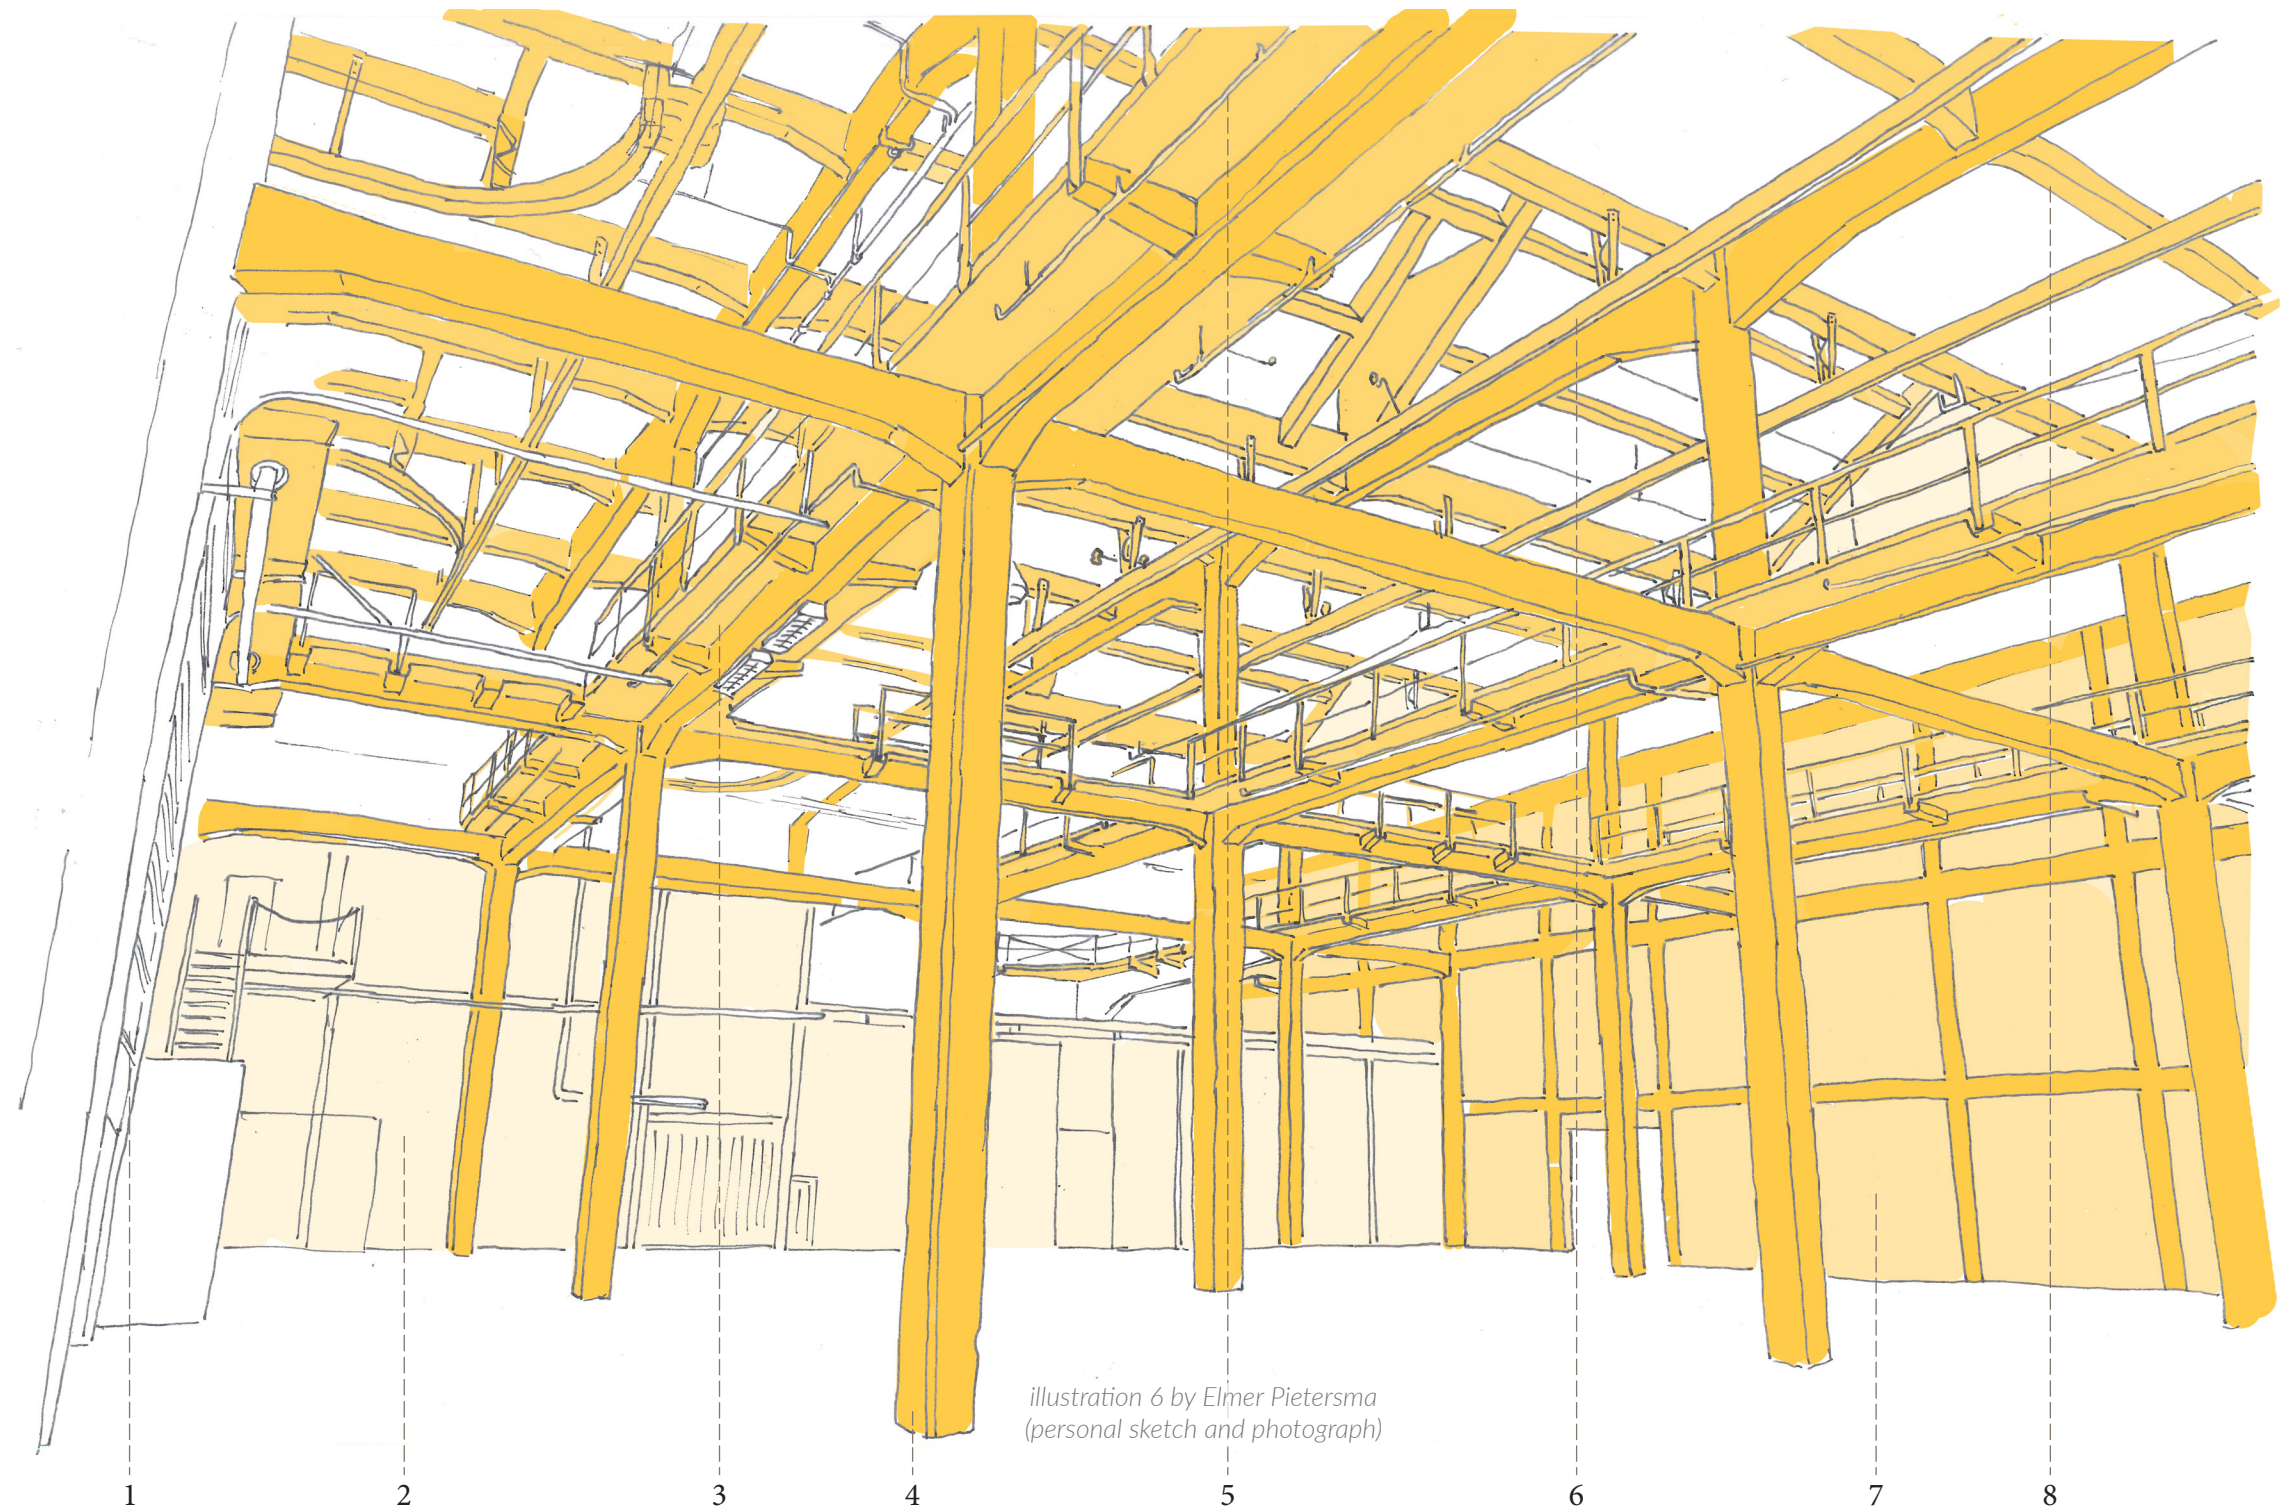 illustration 6 by Elmer Pietersma
(personal sketch and photograph)
1 2 3 4 5 6 7 8